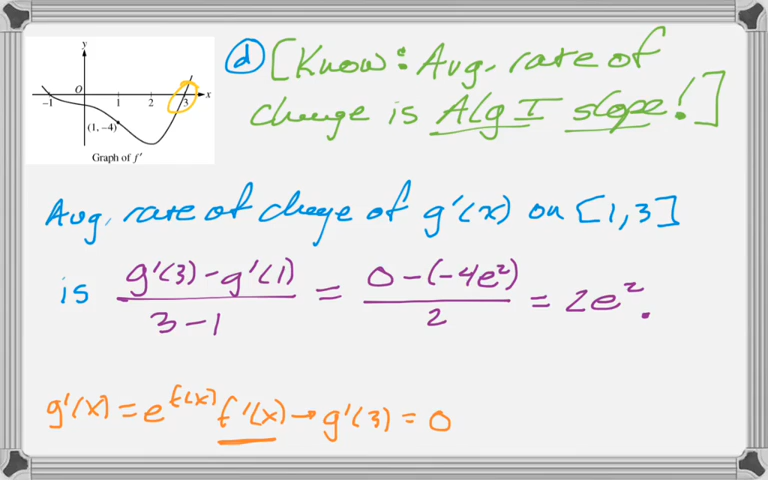 y
O
x
-1
1
2
3
(1, -4)
Graph of f'
(d) [Know: Avg. rate of
change is Alg I slope!]
Avg. rate of change of g'(x) on [1,3]
is (g'(3) - g'(1))/(3 - 1) = (0 - (-4e²))/2 = 2e².
g'(x) = e^f(x) f'(x) → g'(3) = 0